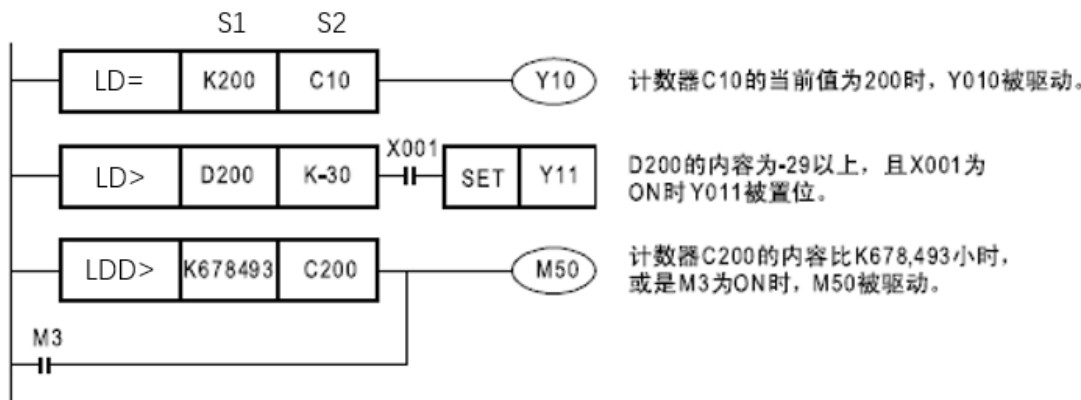 S1 S2
LD= K200 C10 Y10 计数器C10的当前值为200时，Y010被驱动。
X001
LD> D200 K-30 SET Y11 D200的内容为-29以上，且X001为
ON时Y011被置位。
LDD> K678493 C200 M50 计数器C200的内容比K678,493小时，
或是M3为ON时，M50被驱动。
M3